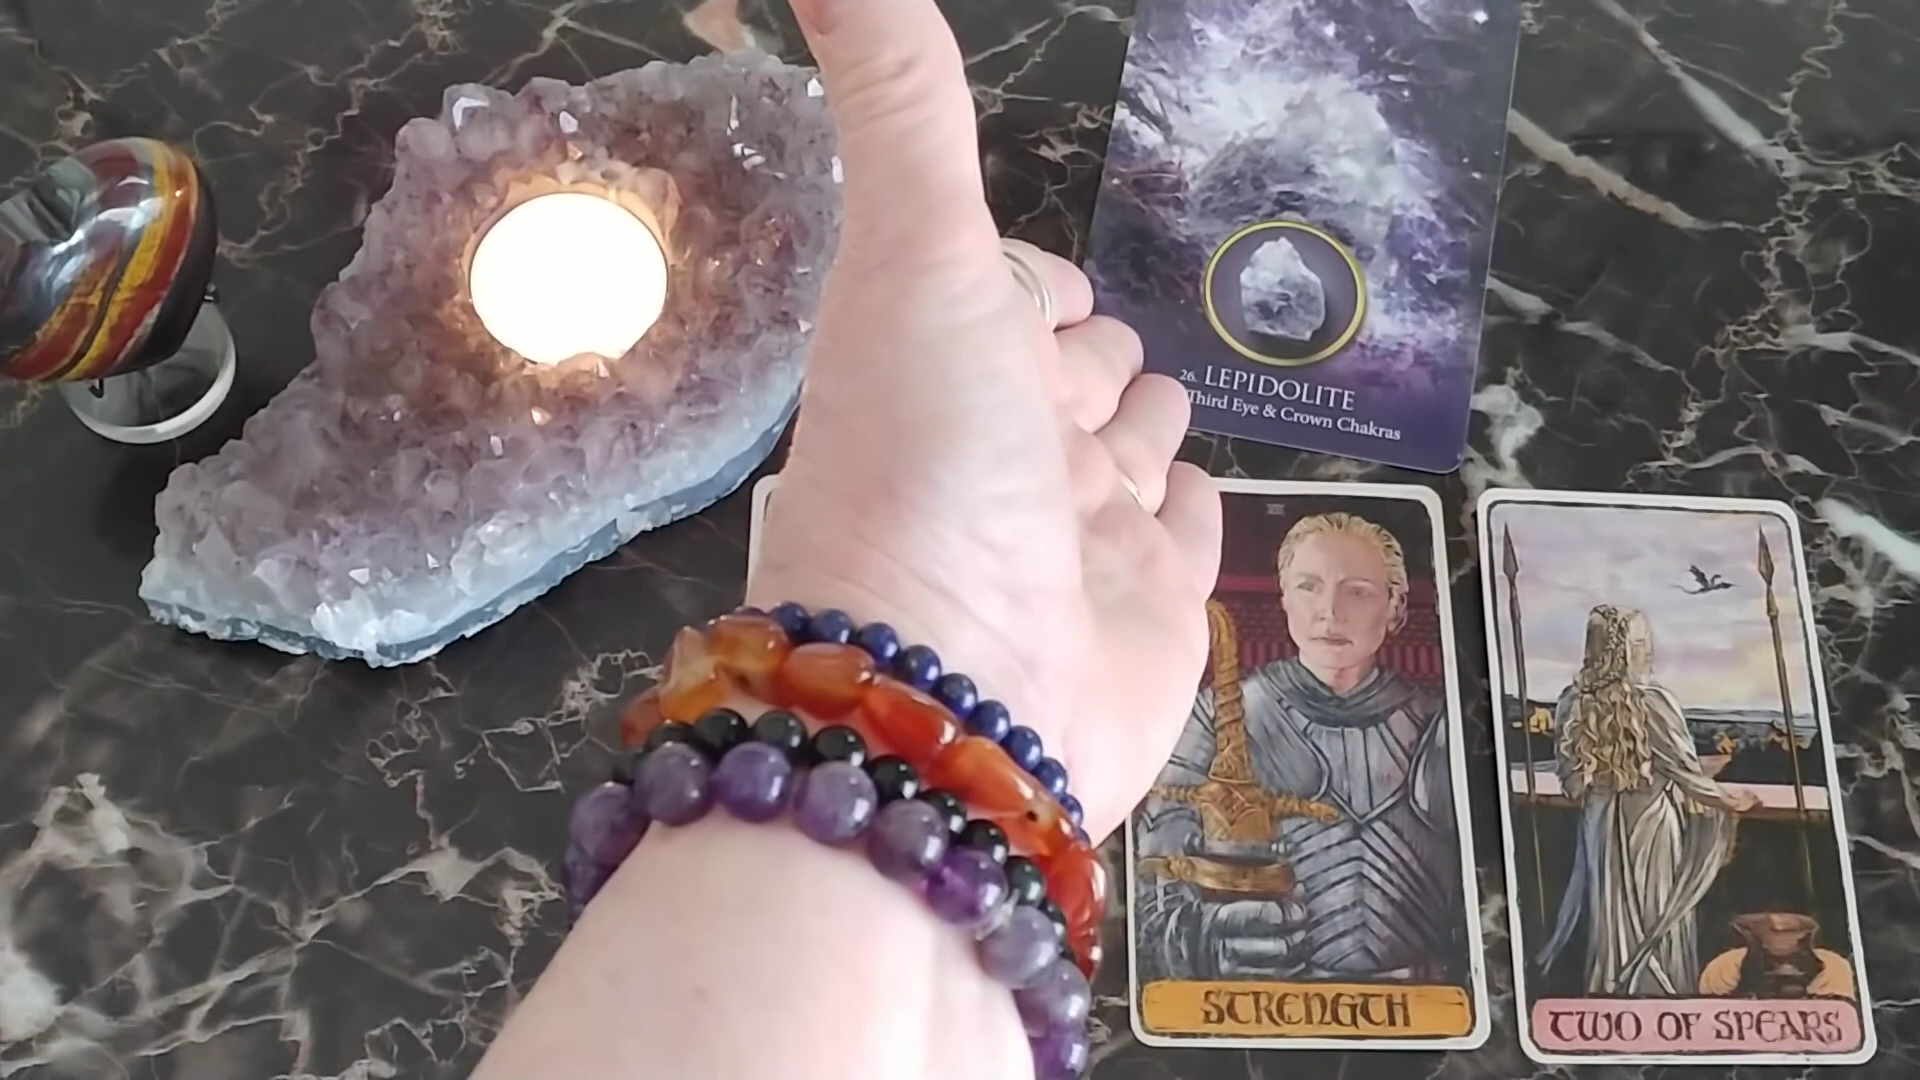 26. LEPIDOLITE
Third Eye & Crown Chakras
STRENGTH
TWO OF SPEARS